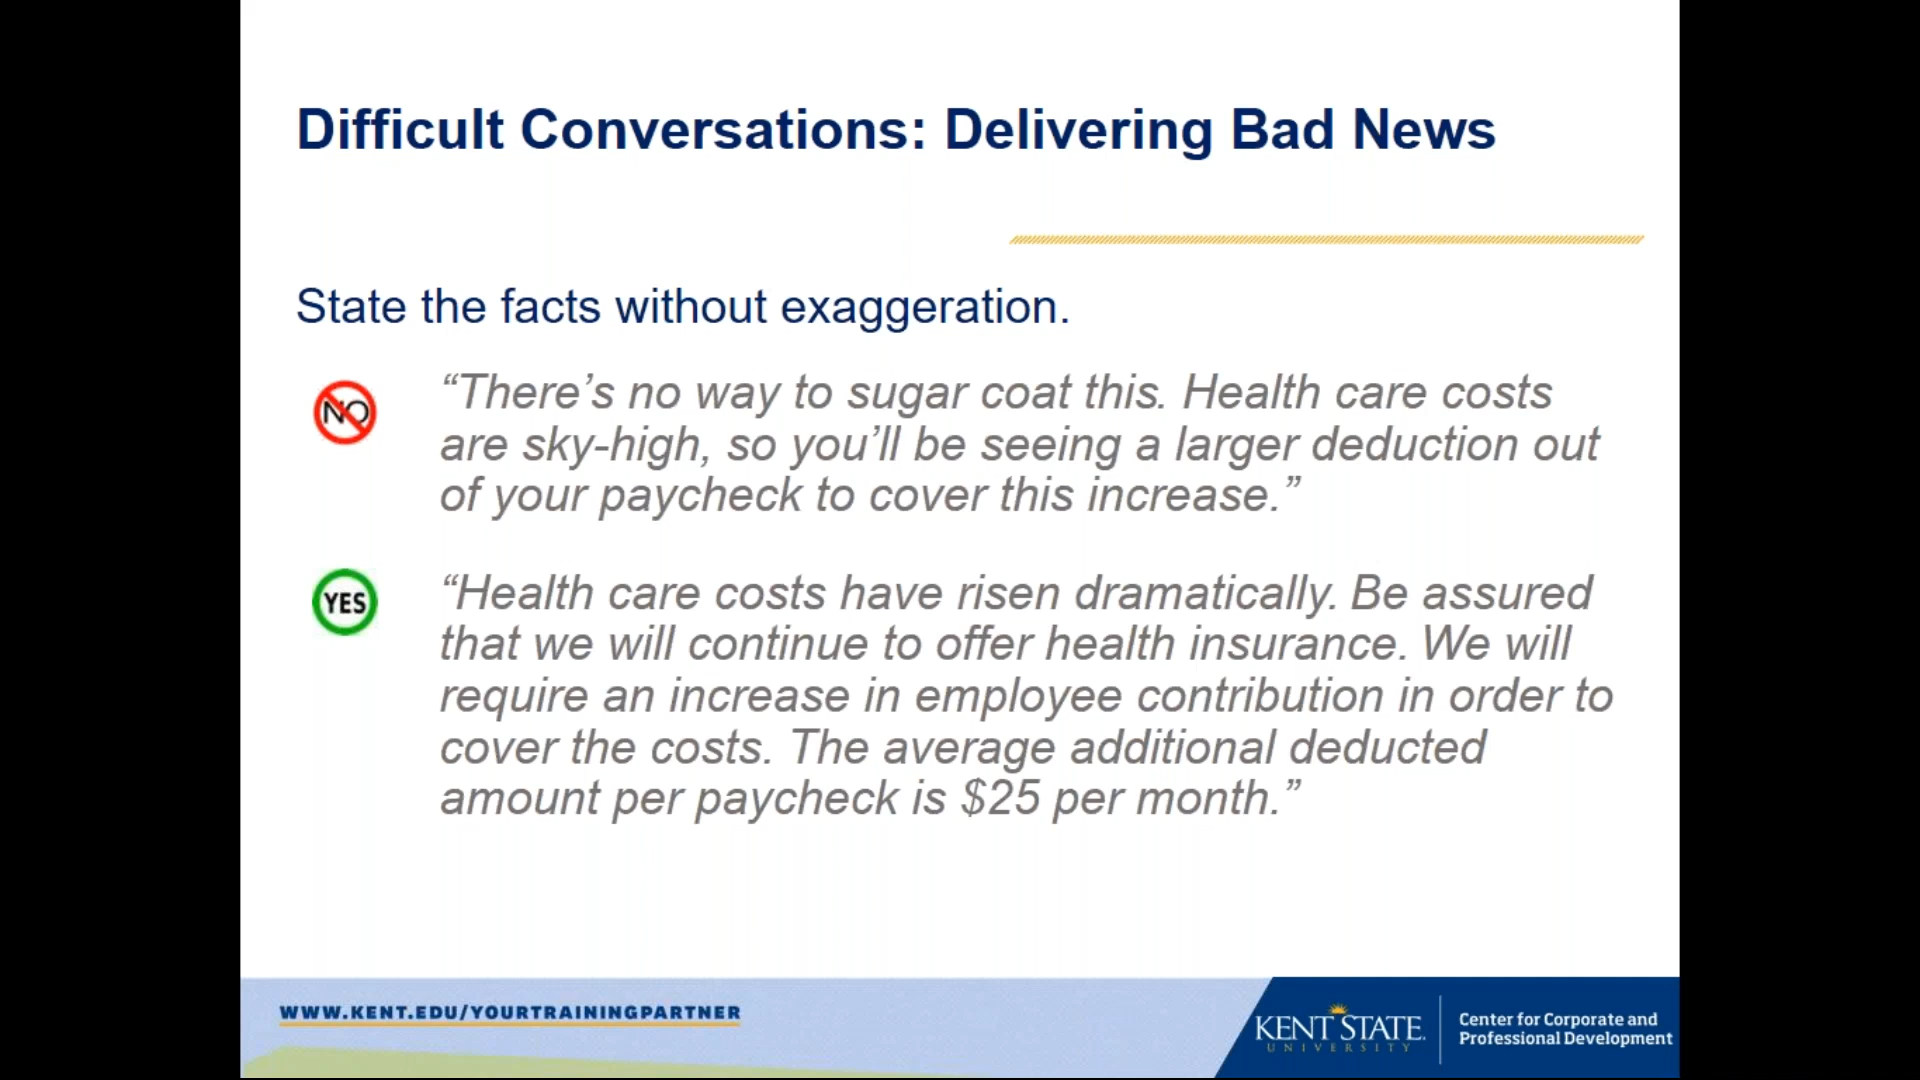 Difficult Conversations: Delivering Bad News
State the facts without exaggeration.
NO
“There’s no way to sugar coat this. Health care costs
are sky-high, so you’ll be seeing a larger deduction out
of your paycheck to cover this increase.”
YES
“Health care costs have risen dramatically. Be assured
that we will continue to offer health insurance. We will
require an increase in employee contribution in order to
cover the costs. The average additional deducted
amount per paycheck is $25 per month.”
WWW.KENT.EDU/YOURTRAININGPARTNER
KENT STATE
UNIVERSITY
Center for Corporate and
Professional Development